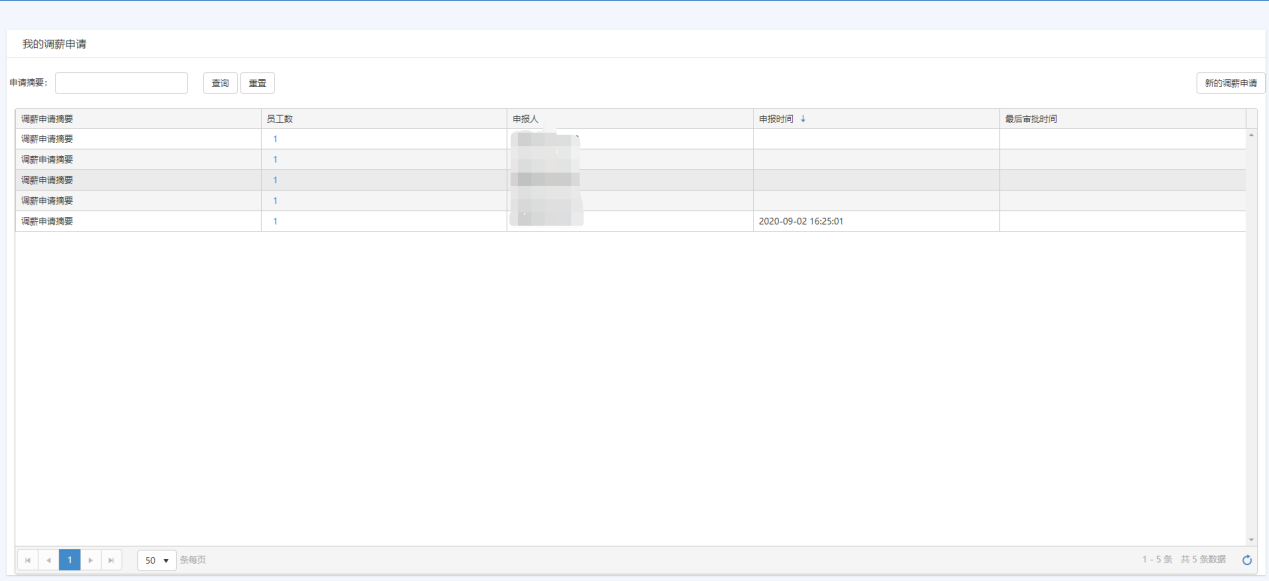 我的调薪申请
申请摘要： 查询 重置 新的调薪申请
调薪申请摘要 员工数 申报人 申报时间 ↓ 最后审批时间
调薪申请摘要 1
调薪申请摘要 1
调薪申请摘要 1
调薪申请摘要 1
调薪申请摘要 1 2020-09-02 16:25:01
1 50 条每页 1 - 5 条 共 5 条数据